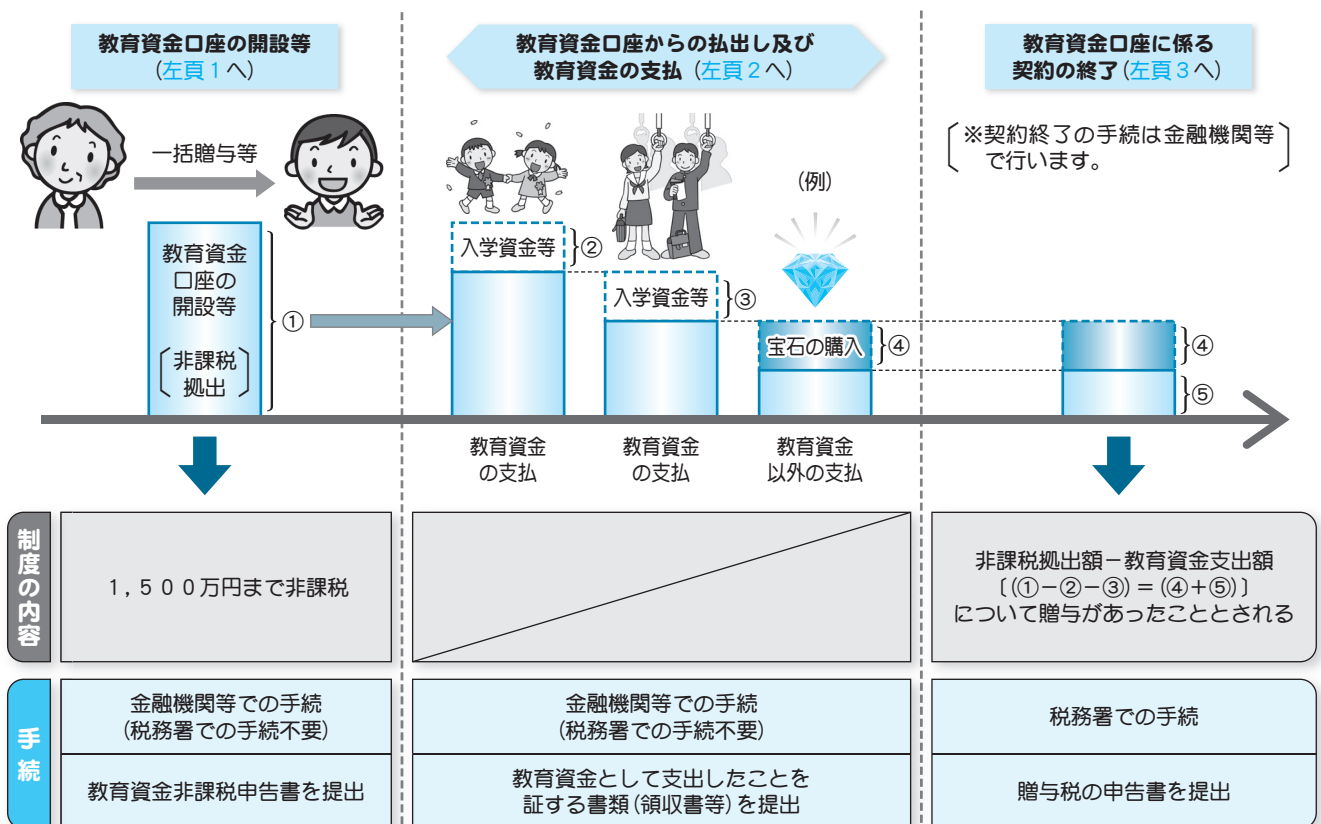 教育資金口座の開設等
(左頁1へ)
教育資金口座からの払出し及び
教育資金の支払(左頁2へ)
教育資金口座に係る
契約の終了(左頁3へ)
一括贈与等
※契約終了の手続は金融機関等
で行います。
(例)
教育資金
口座の
開設等
〔非課税
拠出〕
①
入学資金等
②
入学資金等
③
宝石の購入
④
④
⑤
教育資金
の支払
教育資金
の支払
教育資金
以外の支払
制度の内容
1,500万円まで非課税
非課税拠出額-教育資金支出額
〔(①-②-③)=(④+⑤)〕
について贈与があったこととされる
手続
金融機関等での手続
(税務署での手続不要)
金融機関等での手続
(税務署での手続不要)
税務署での手続
教育資金非課税申告書を提出
教育資金として支出したことを
証する書類(領収書等)を提出
贈与税の申告書を提出